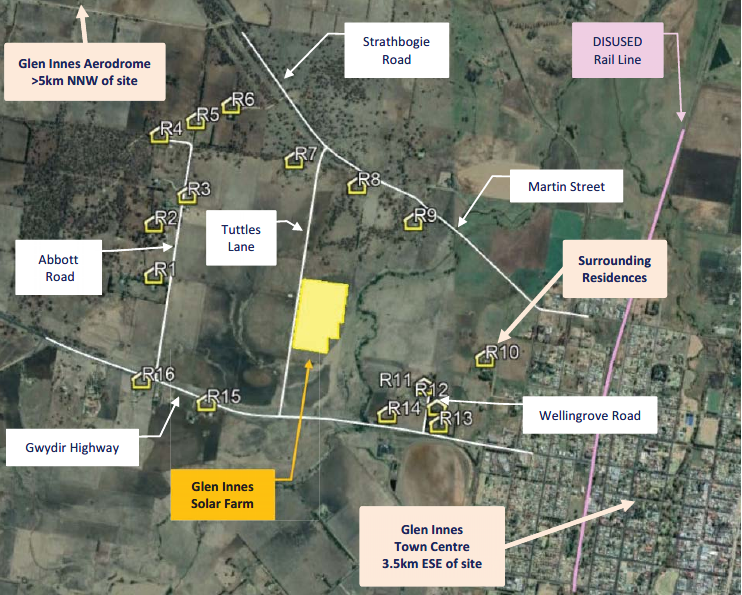 Glen Innes Aerodrome
>5km NNW of site
Strathbogie
Road
DISUSED
Rail Line
R6
R5
R4
R7
R8
R3
Martin Street
R2
R9
Tuttles
Lane
Abbott
Road
Surrounding
Residences
R1
R10
R16
R11
R12
R15
R14
R13
Wellingrove Road
Gwydir Highway
Glen Innes
Solar Farm
Glen Innes
Town Centre
3.5km ESE of site